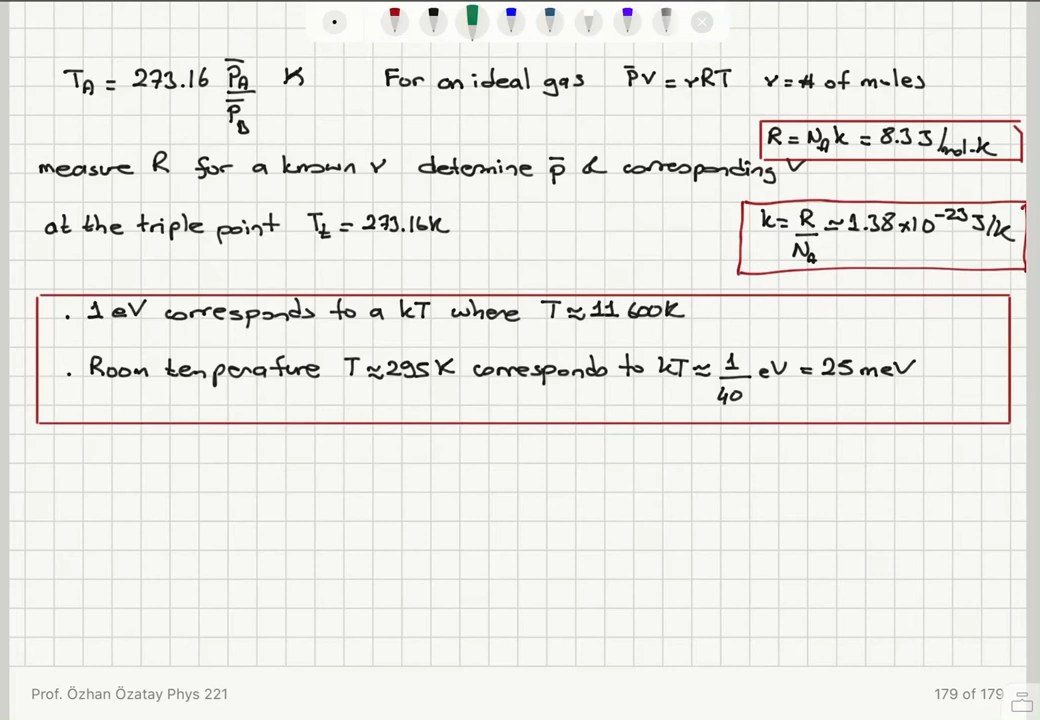 T_A = 273.16 p̅_A/p̅_B K For an ideal gas p̅V = νRT ν = # of moles
R = N_A k = 8.3 J/mol.K
measure R for a known ν determine p̅ & corresponding V
at the triple point T_t = 273.16K
k = R/N_A ≃ 1.38×10^-23 J/K
. 1 eV corresponds to a kT where T ≈ 11 600K
. Room temperature T ≈ 295K corresponds to kT ≈ 1/40 eV = 25 meV
Prof. Özhan Özatay Phys 221
179 of 179